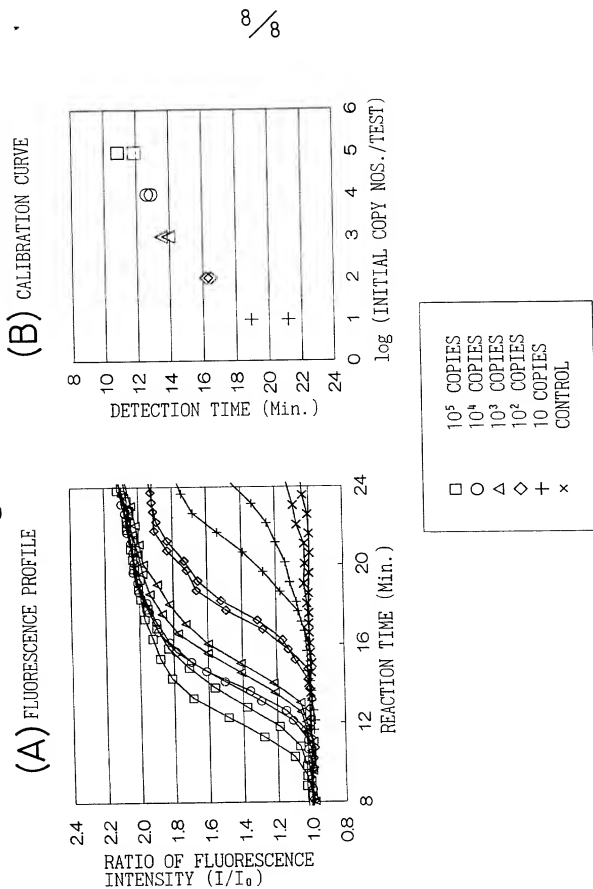 8/8
(A) FLUORESCENCE PROFILE
RATIO OF FLUORESCENCE
INTENSITY (I/I₀)
2.4
2.2
2.0
1.8
1.6
1.4
1.2
1.0
0.8
8 12 16 20 24
REACTION TIME (Min.)
(B) CALIBRATION CURVE
DETECTION TIME (Min.)
8
10
12
14
16
18
20
22
24
0 1 2 3 4 5 6
log (INITIAL COPY NOS./TEST)
□ 10⁵ COPIES
○ 10⁴ COPIES
△ 10³ COPIES
◇ 10² COPIES
+ 10 COPIES
× CONTROL